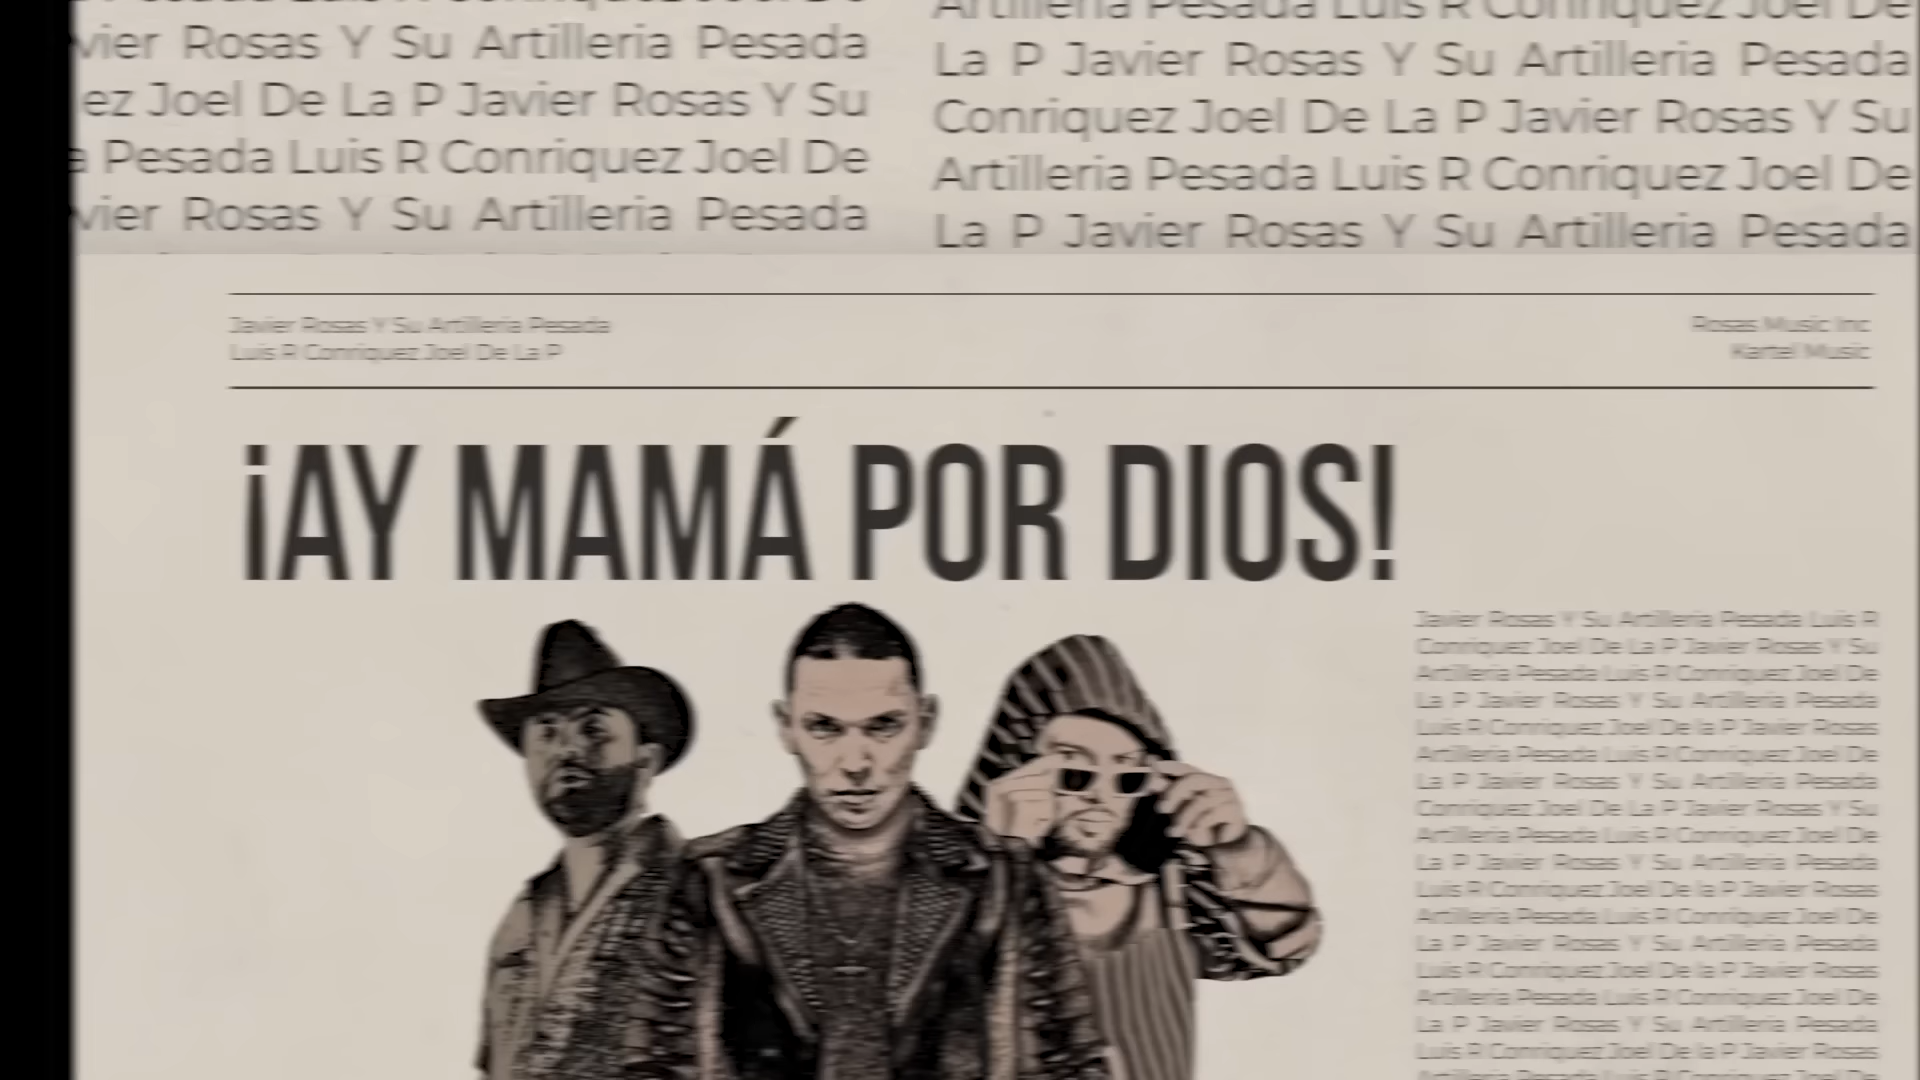 vier Rosas Y Su Artilleria Pesada
ez Joel De La P Javier Rosas Y Su
a Pesada Luis R Conriquez Joel De
vier Rosas Y Su Artilleria Pesada
Artilleria Pesada Luis R Conriquez Joel De
La P Javier Rosas Y Su Artilleria Pesada
Conriquez Joel De La P Javier Rosas Y Su
Artilleria Pesada Luis R Conriquez Joel De
La P Javier Rosas Y Su Artilleria Pesada
Javier Rosas Y Su Artilleria Pesada
Luis R Conriquez Joel De La P
Rosas Music Inc
Kartel Music
¡AY MAMÁ POR DIOS!
Javier Rosas Y Su Artilleria Pesada Luis R
Conriquez Joel De La P Javier Rosas Y Su
Artilleria Pesada Luis R Conriquez Joel De
La P Javier Rosas Y Su Artilleria Pesada
Luis R Conriquez Joel De la P Javier Rosas
Artilleria Pesada Luis R Conriquez Joel De
La P Javier Rosas Y Su Artilleria Pesada
Conriquez Joel De La P Javier Rosas Y Su
Artilleria Pesada Luis R Conriquez Joel De
La P Javier Rosas Y Su Artilleria Pesada
Luis R Conriquez Joel De la P Javier Rosas
Artilleria Pesada Luis R Conriquez Joel De
La P Javier Rosas Y Su Artilleria Pesada
Luis R Conriquez Joel De la P Javier Rosas
Artilleria Pesada Luis R Conriquez Joel De
La P Javier Rosas Y Su Artilleria Pesada
Luis R Conriquez Joel De la P Javier Rosas